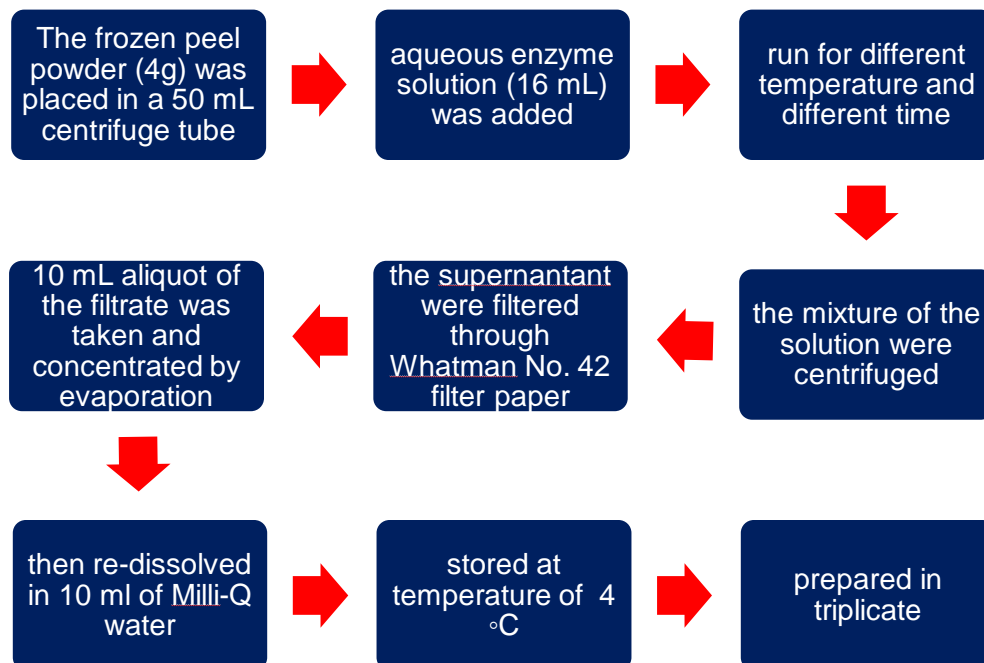 The frozen peel
powder (4g) was
placed in a 50 mL
centrifuge tube
aqueous enzyme
solution (16 mL)
was added
run for different
temperature and
different time
the mixture of the
solution were
centrifuged
the supernantant
were filtered
through
Whatman No. 42
filter paper
10 mL aliquot of
the filtrate was
taken and
concentrated by
evaporation
then re-dissolved
in 10 ml of Milli-Q
water
stored at
temperature of  4
◦C
prepared in
triplicate